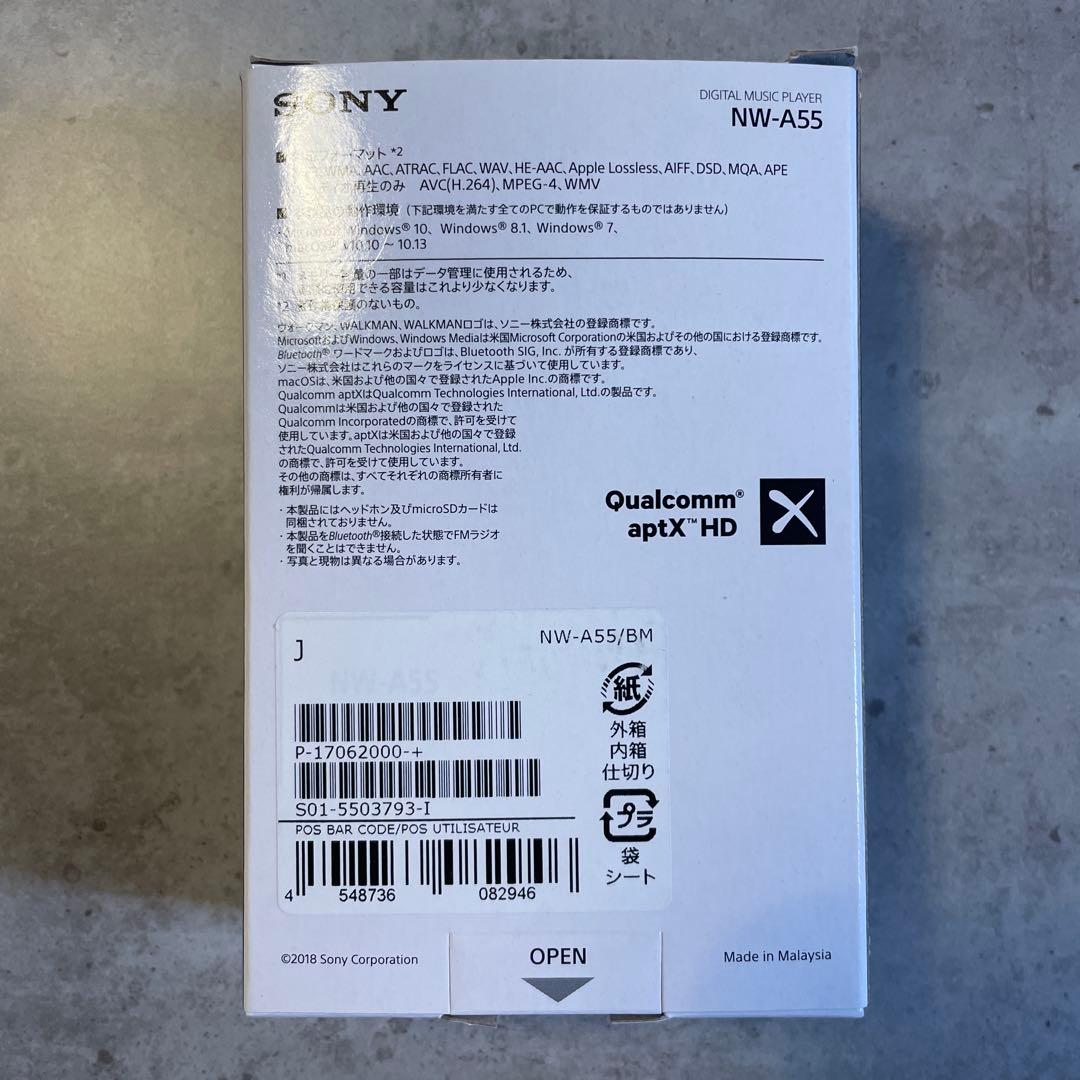 SONY
DIGITAL MUSIC PLAYER
NW-A55
フォーマット *2
WMA、AAC、ATRAC、FLAC、WAV、HE-AAC、Apple Lossless、AIFF、DSD、MQA、APE
再生のみ AVC(H.264)、MPEG-4、WMV
動作環境（下記環境を満たす全てのPCで動作を保証するものではありません）
Windows® 10、Windows® 8.1、Windows® 7、
10.10 ~ 10.13
の一部はデータ管理に使用されるため、
できる容量はこれより少なくなります。
*2 のないもの。
ウォークマン、WALKMAN、WALKMANロゴは、ソニー株式会社の登録商標です。
MicrosoftおよびWindows、Windows Mediaは米国Microsoft Corporationの米国およびその他の国における登録商標です。
Bluetooth® ワードマークおよびロゴは、Bluetooth SIG, Inc. が所有する登録商標であり、
ソニー株式会社はこれらのマークをライセンスに基づいて使用しています。
macOSは、米国および他の国々で登録されたApple Inc.の商標です。
Qualcomm aptXはQualcomm Technologies International, Ltd.の製品です。
Qualcommは米国および他の国々で登録された
Qualcomm Incorporatedの商標で、許可を受けて
使用しています。aptXは米国および他の国々で登録
されたQualcomm Technologies International, Ltd.
の商標で、許可を受けて使用しています。
その他の商標は、すべてそれぞれの商標所有者に
権利が帰属します。
・本製品にはヘッドホン及びmicroSDカードは
同梱されておりません。
・本製品をBluetooth®接続した状態でFMラジオ
を聞くことはできません。
・写真と現物は異なる場合があります。
Qualcomm®
aptX™ HD
J
NW-A55/BM
NW-A55
紙
外箱
内箱
仕切り
P-17062000-+
S01-5503793-I
プラ
袋
シート
POS BAR CODE/POS UTILISATEUR
4 548736 082946
©2018 Sony Corporation
OPEN
Made in Malaysia